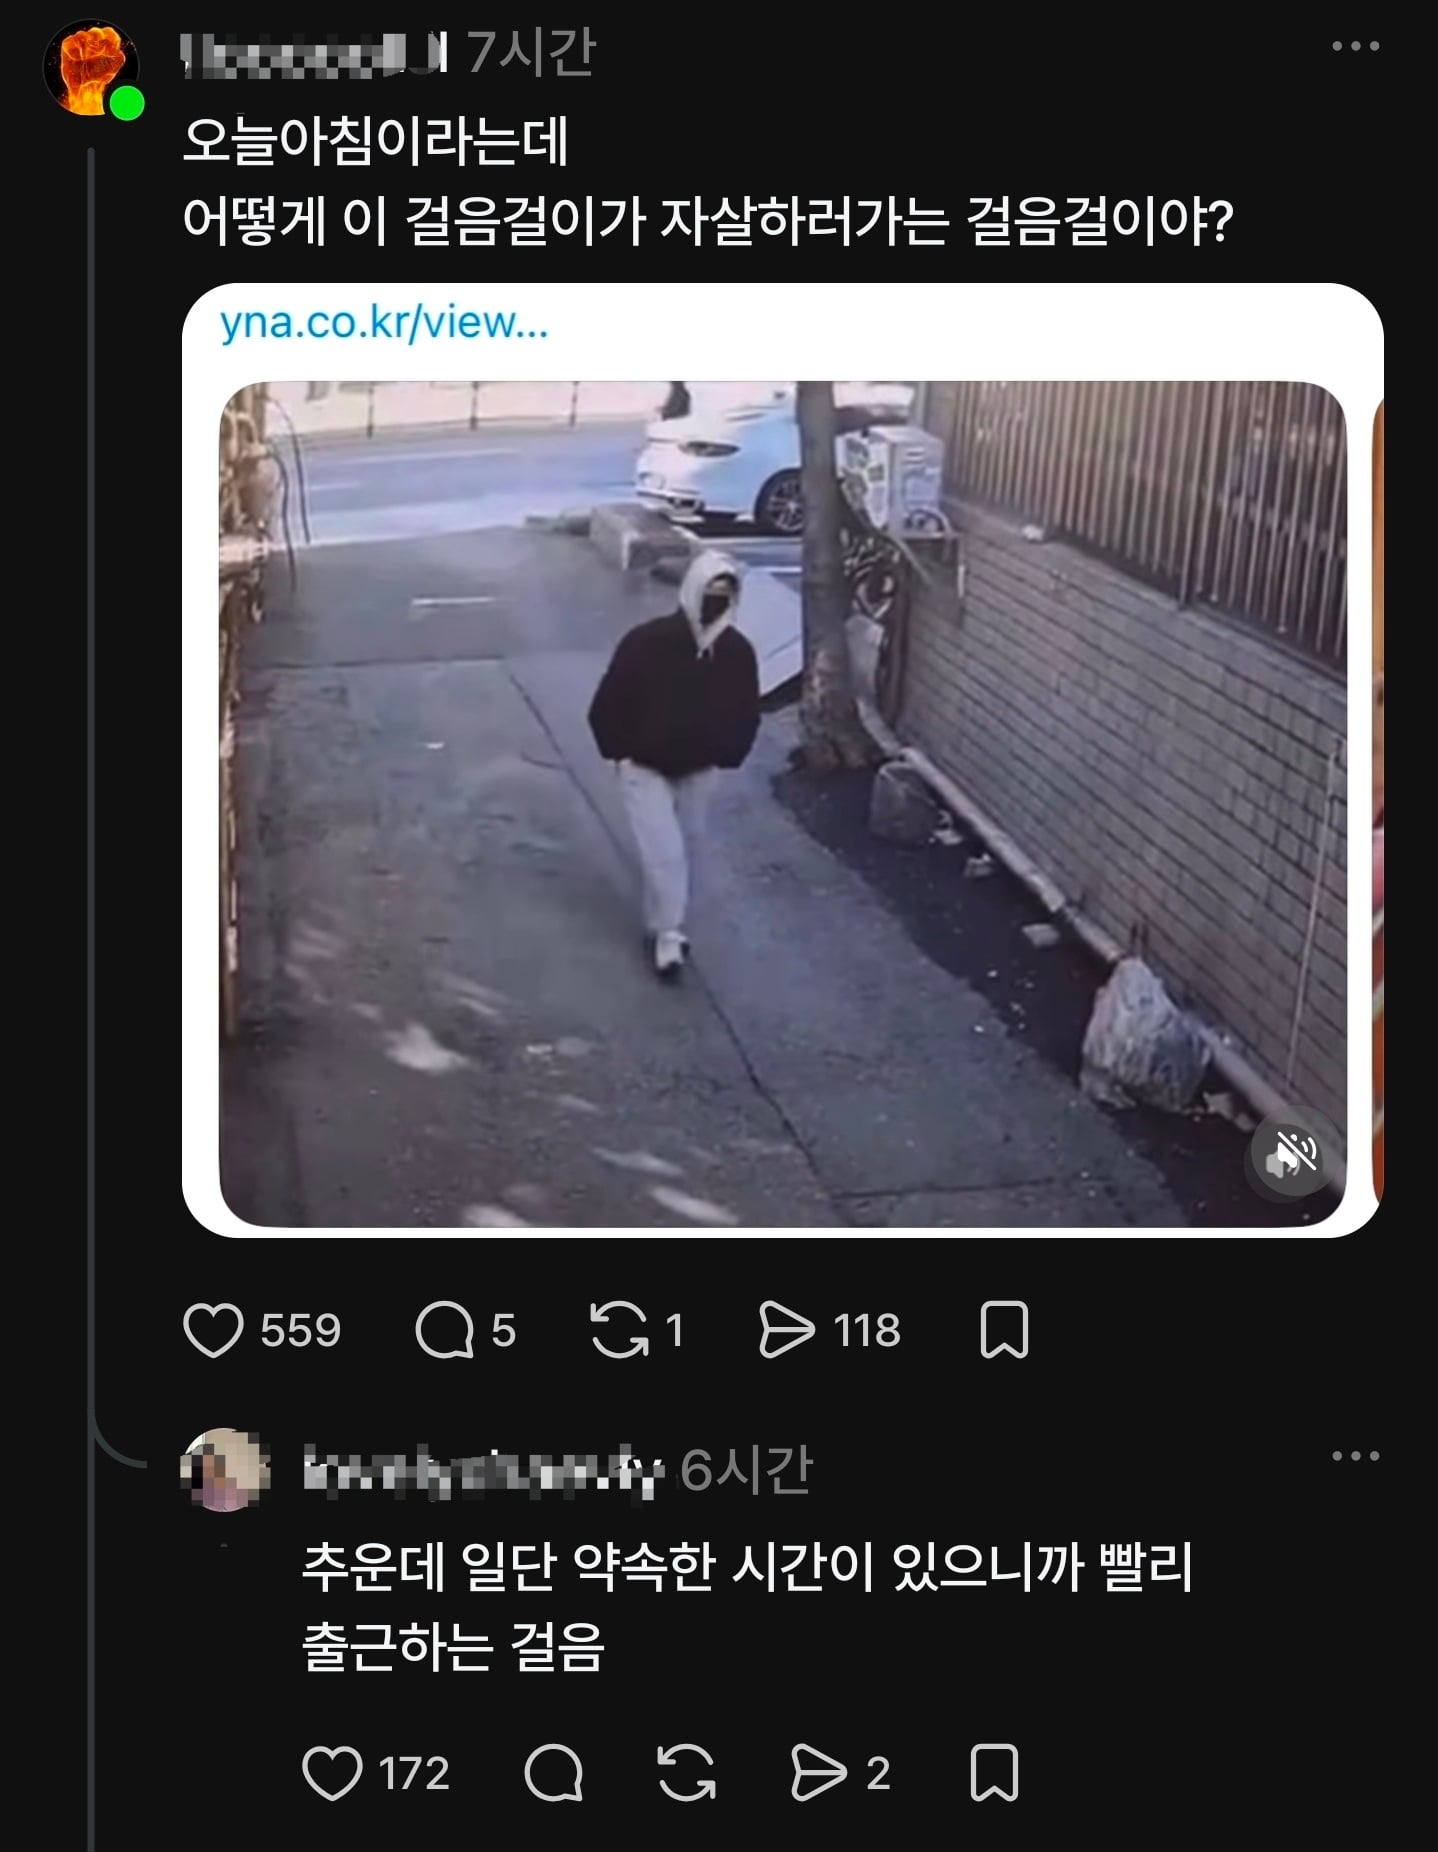 7시간
오늘아침이라는데
어떻게 이 걸음걸이가 자살하러가는 걸음걸이야?
yna.co.kr/view...
559 5 1 118
6시간
추운데 일단 약속한 시간이 있으니까 빨리
출근하는 걸음
172 2